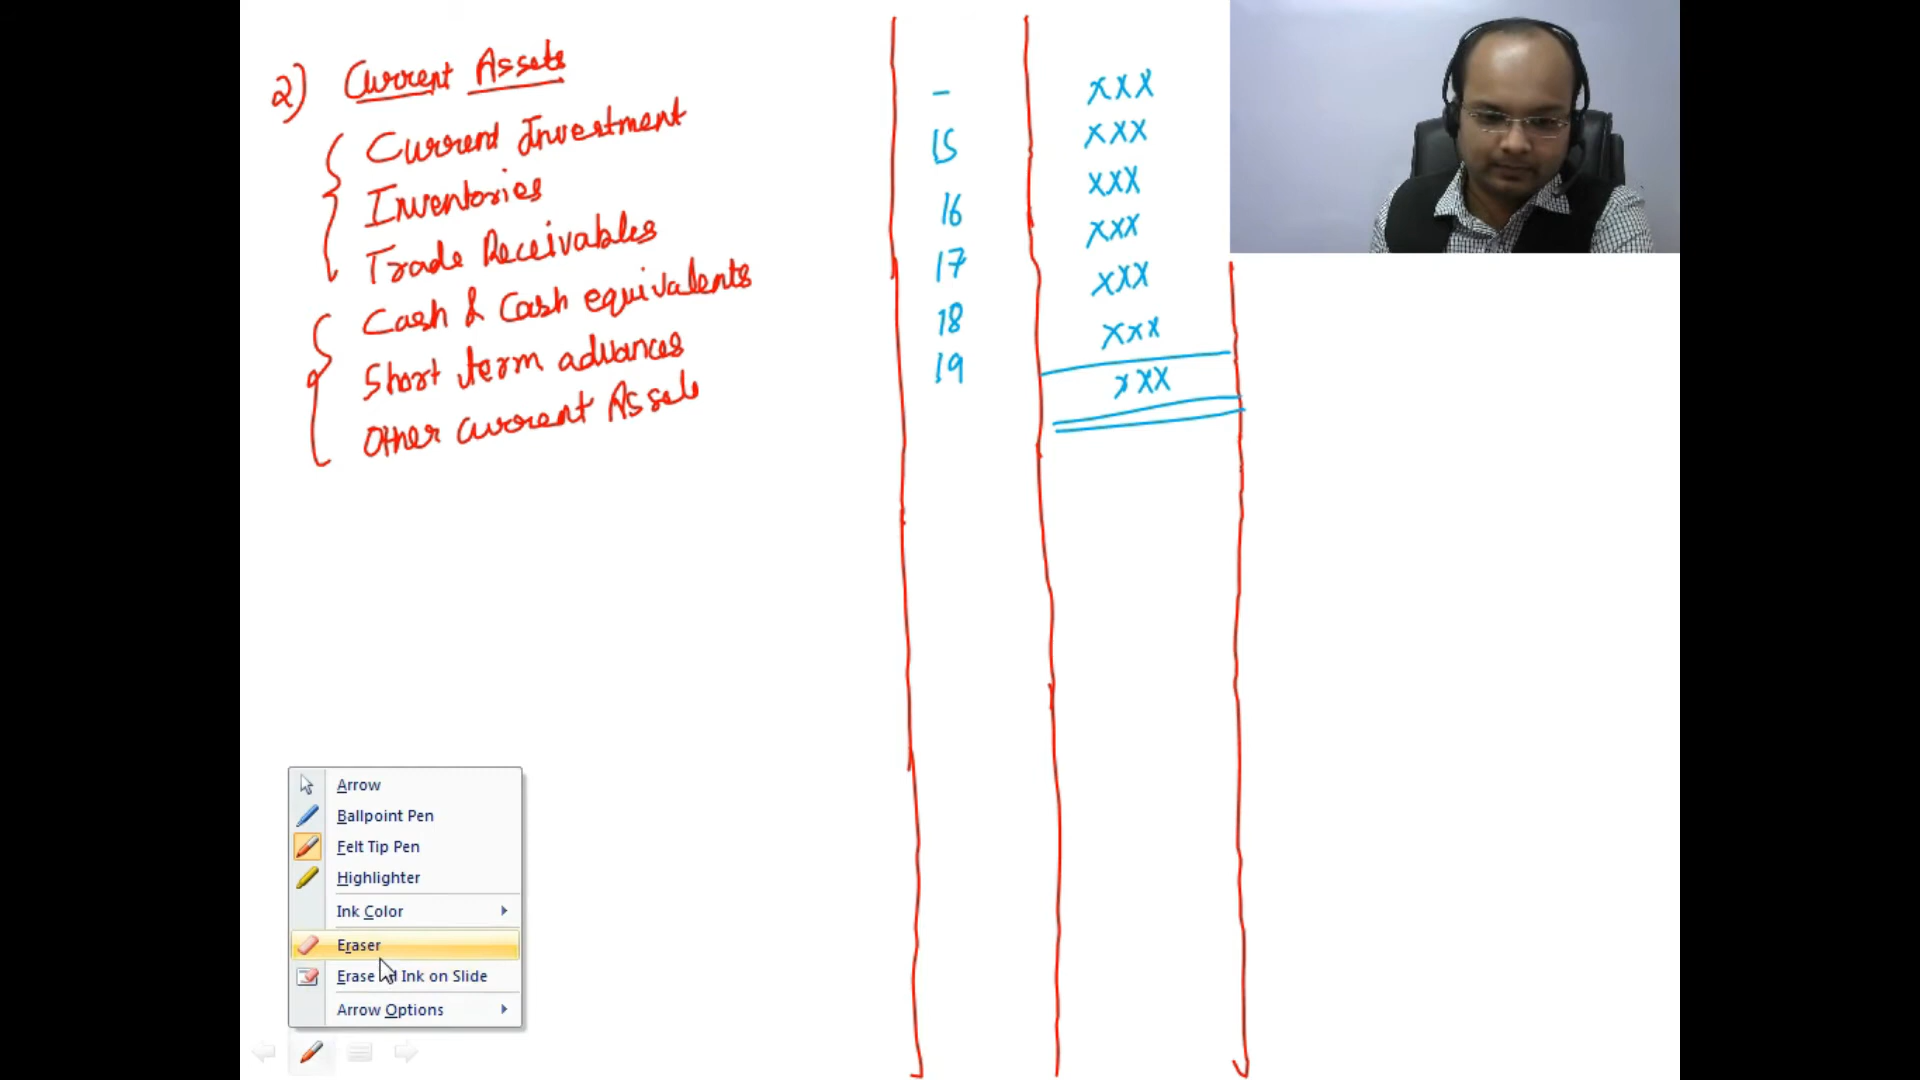 2) Current Assets
Current Investment - XXX
Inventories 15 XXX
Trade Receivables 16 XXX
Cash & Cash equivalents 17 XXX
Short term advances 18 XXX
Other current Assets 19 XXX
XXX
Arrow
Ballpoint Pen
Felt Tip Pen
Highlighter
Ink Color
Eraser
Erase Ink on Slide
Arrow Options